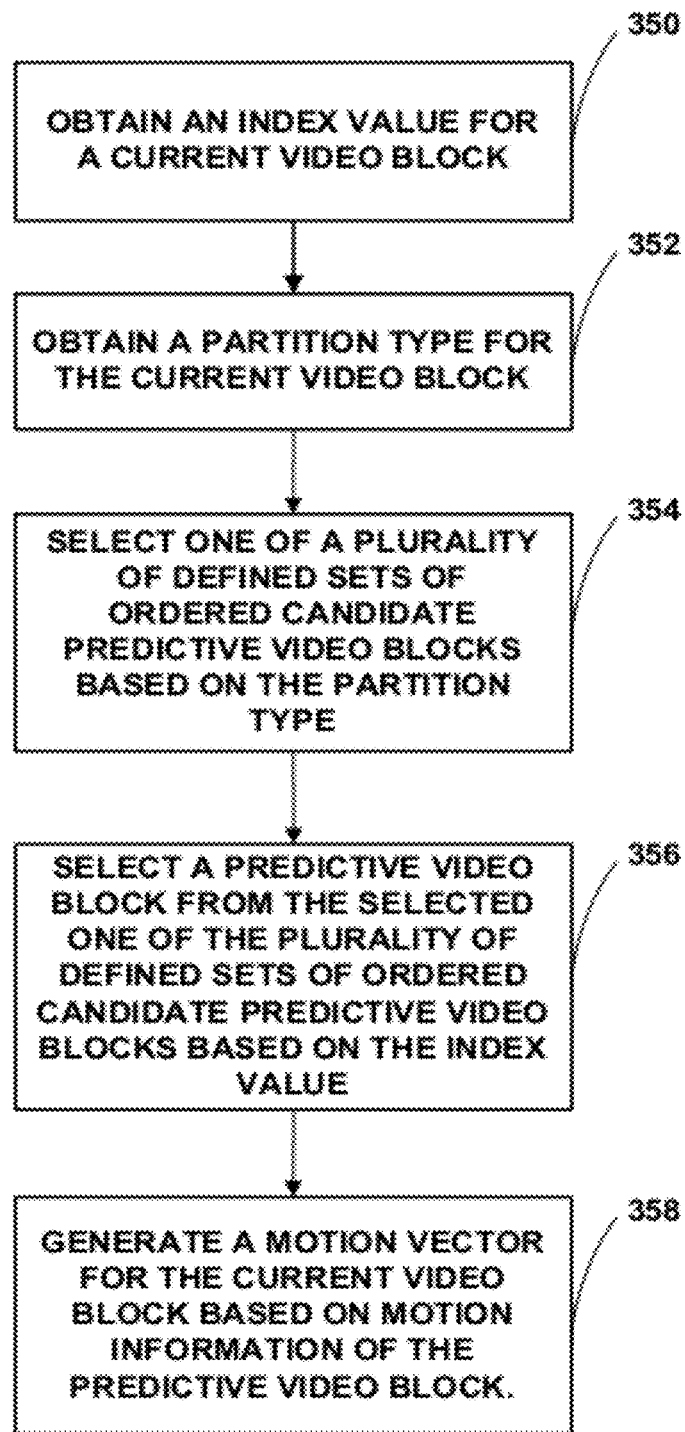 350
OBTAIN AN INDEX VALUE FOR
A CURRENT VIDEO BLOCK
352
OBTAIN A PARTITION TYPE FOR
THE CURRENT VIDEO BLOCK
354
SELECT ONE OF A PLURALITY
OF DEFINED SETS OF
ORDERED CANDIDATE
PREDICTIVE VIDEO BLOCKS
BASED ON THE PARTITION
TYPE
356
SELECT A PREDICTIVE VIDEO
BLOCK FROM THE SELECTED
ONE OF THE PLURALITY OF
DEFINED SETS OF ORDERED
CANDIDATE PREDICTIVE VIDEO
BLOCKS BASED ON THE INDEX
VALUE
358
GENERATE A MOTION VECTOR
FOR THE CURRENT VIDEO
BLOCK BASED ON MOTION
INFORMATION OF THE
PREDICTIVE VIDEO BLOCK.